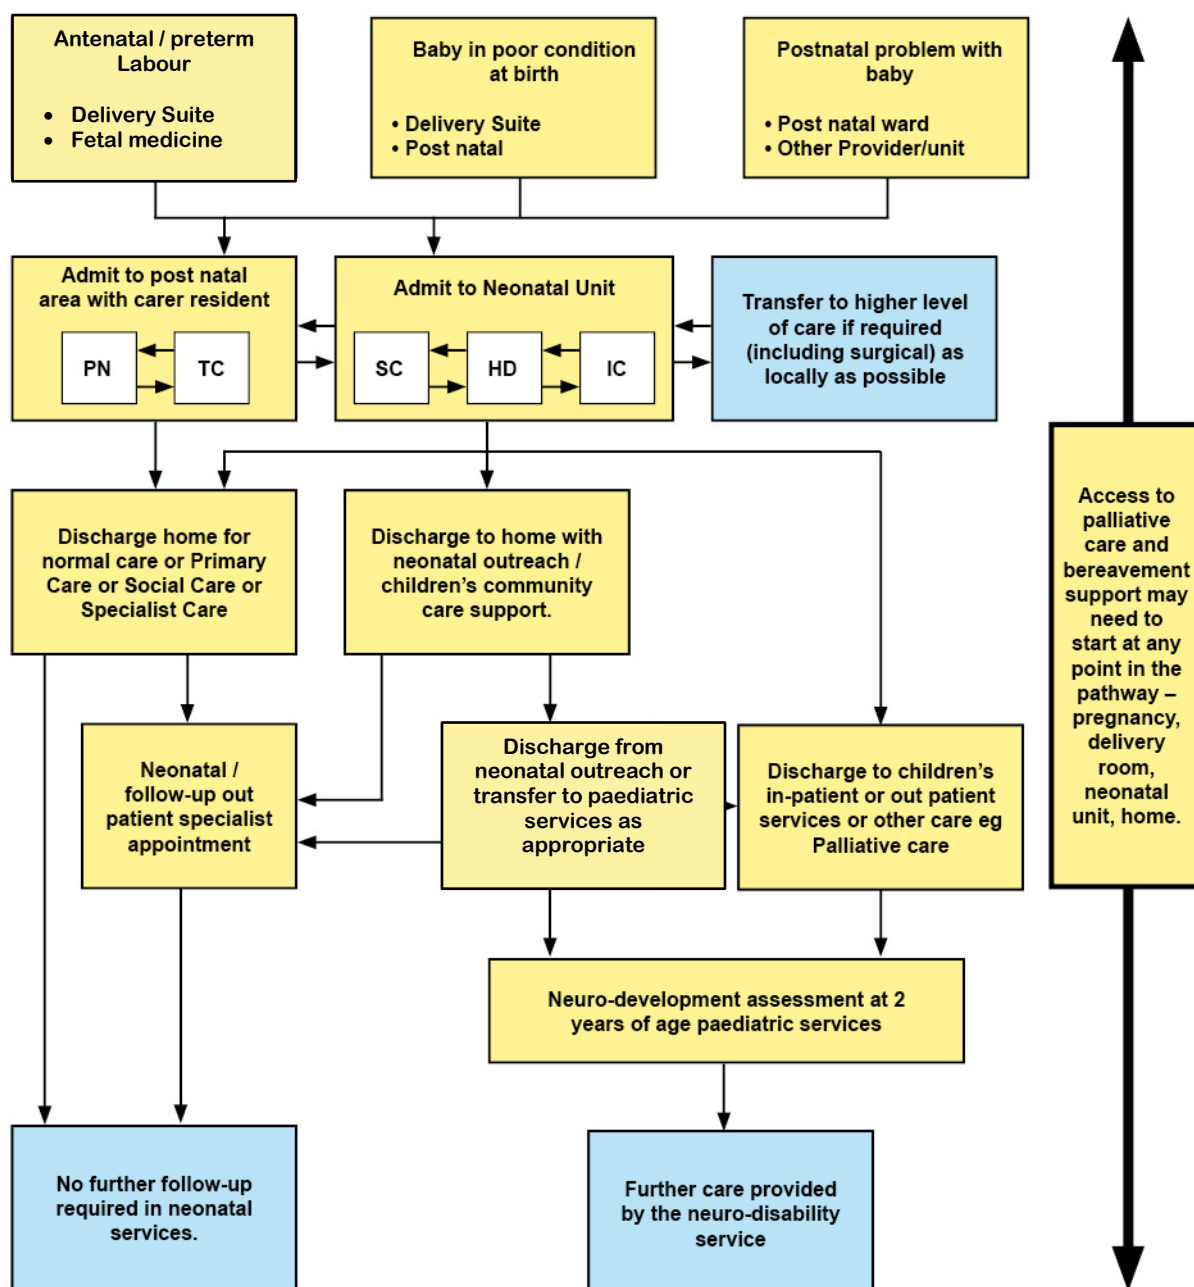 Antenatal / preterm
Labour
• Delivery Suite
• Fetal medicine
Baby in poor condition
at birth
• Delivery Suite
• Post natal
Postnatal problem with
baby
• Post natal ward
• Other Provider/unit
Admit to post natal
area with carer resident
PN
TC
Admit to Neonatal Unit
SC
HD
IC
Transfer to higher level
of care if required
(including surgical) as
locally as possible
Discharge home for
normal care or Primary
Care or Social Care or
Specialist Care
Discharge to home with
neonatal outreach /
children’s community
care support.
Access to
palliative
care and
bereavement
support may
need to
start at any
point in the
pathway –
pregnancy,
delivery
room,
neonatal
unit, home.
Neonatal /
follow-up out
patient specialist
appointment
Discharge from
neonatal outreach or
transfer to paediatric
services as
appropriate
Discharge to children’s
in-patient or out patient
services or other care eg
Palliative care
Neuro-development assessment at 2
years of age paediatric services
No further follow-up
required in neonatal
services.
Further care provided
by the neuro-disability
service